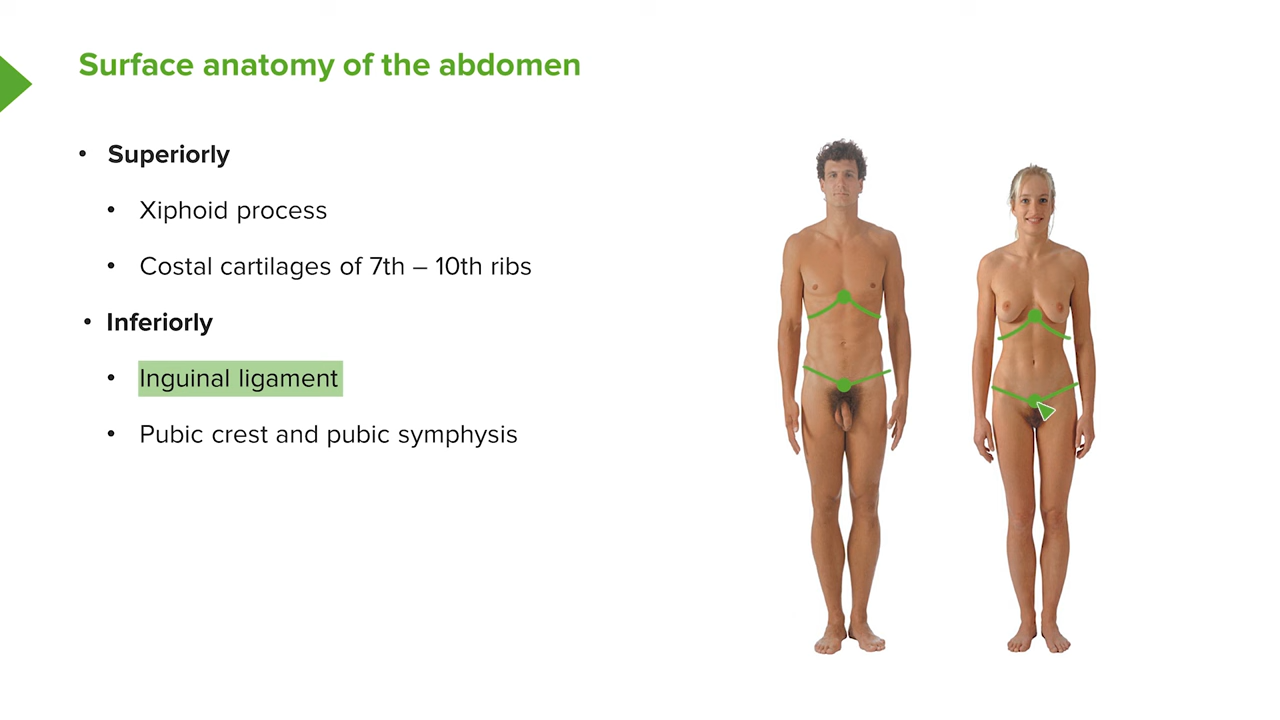 Surface anatomy of the abdomen
• Superiorly
• Xiphoid process
• Costal cartilages of 7th – 10th ribs
• Inferiorly
• Inguinal ligament
• Pubic crest and pubic symphysis